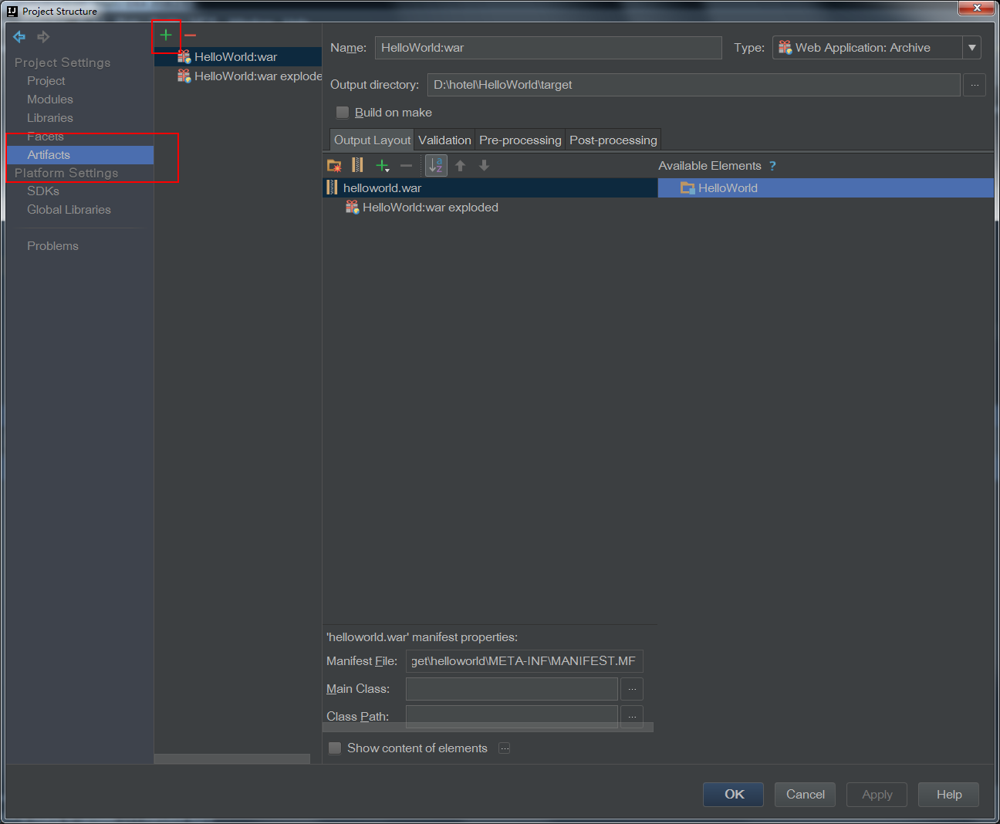 Project Structure
Project Settings
Project
Modules
Libraries
Facets
Artifacts
Platform Settings
SDKs
Global Libraries
Problems
HelloWorld:war
HelloWorld:war explode
Name: HelloWorld:war Type: Web Application: Archive
Output directory: D:\hotel\HelloWorld\target ...
Build on make
Output Layout Validation Pre-processing Post-processing
Available Elements ?
helloworld.war
HelloWorld:war exploded
HelloWorld
'helloworld.war' manifest properties:
Manifest File: get\helloworld\META-INF\MANIFEST.MF
Main Class: ...
Class Path: ...
Show content of elements ...
OK Cancel Apply Help